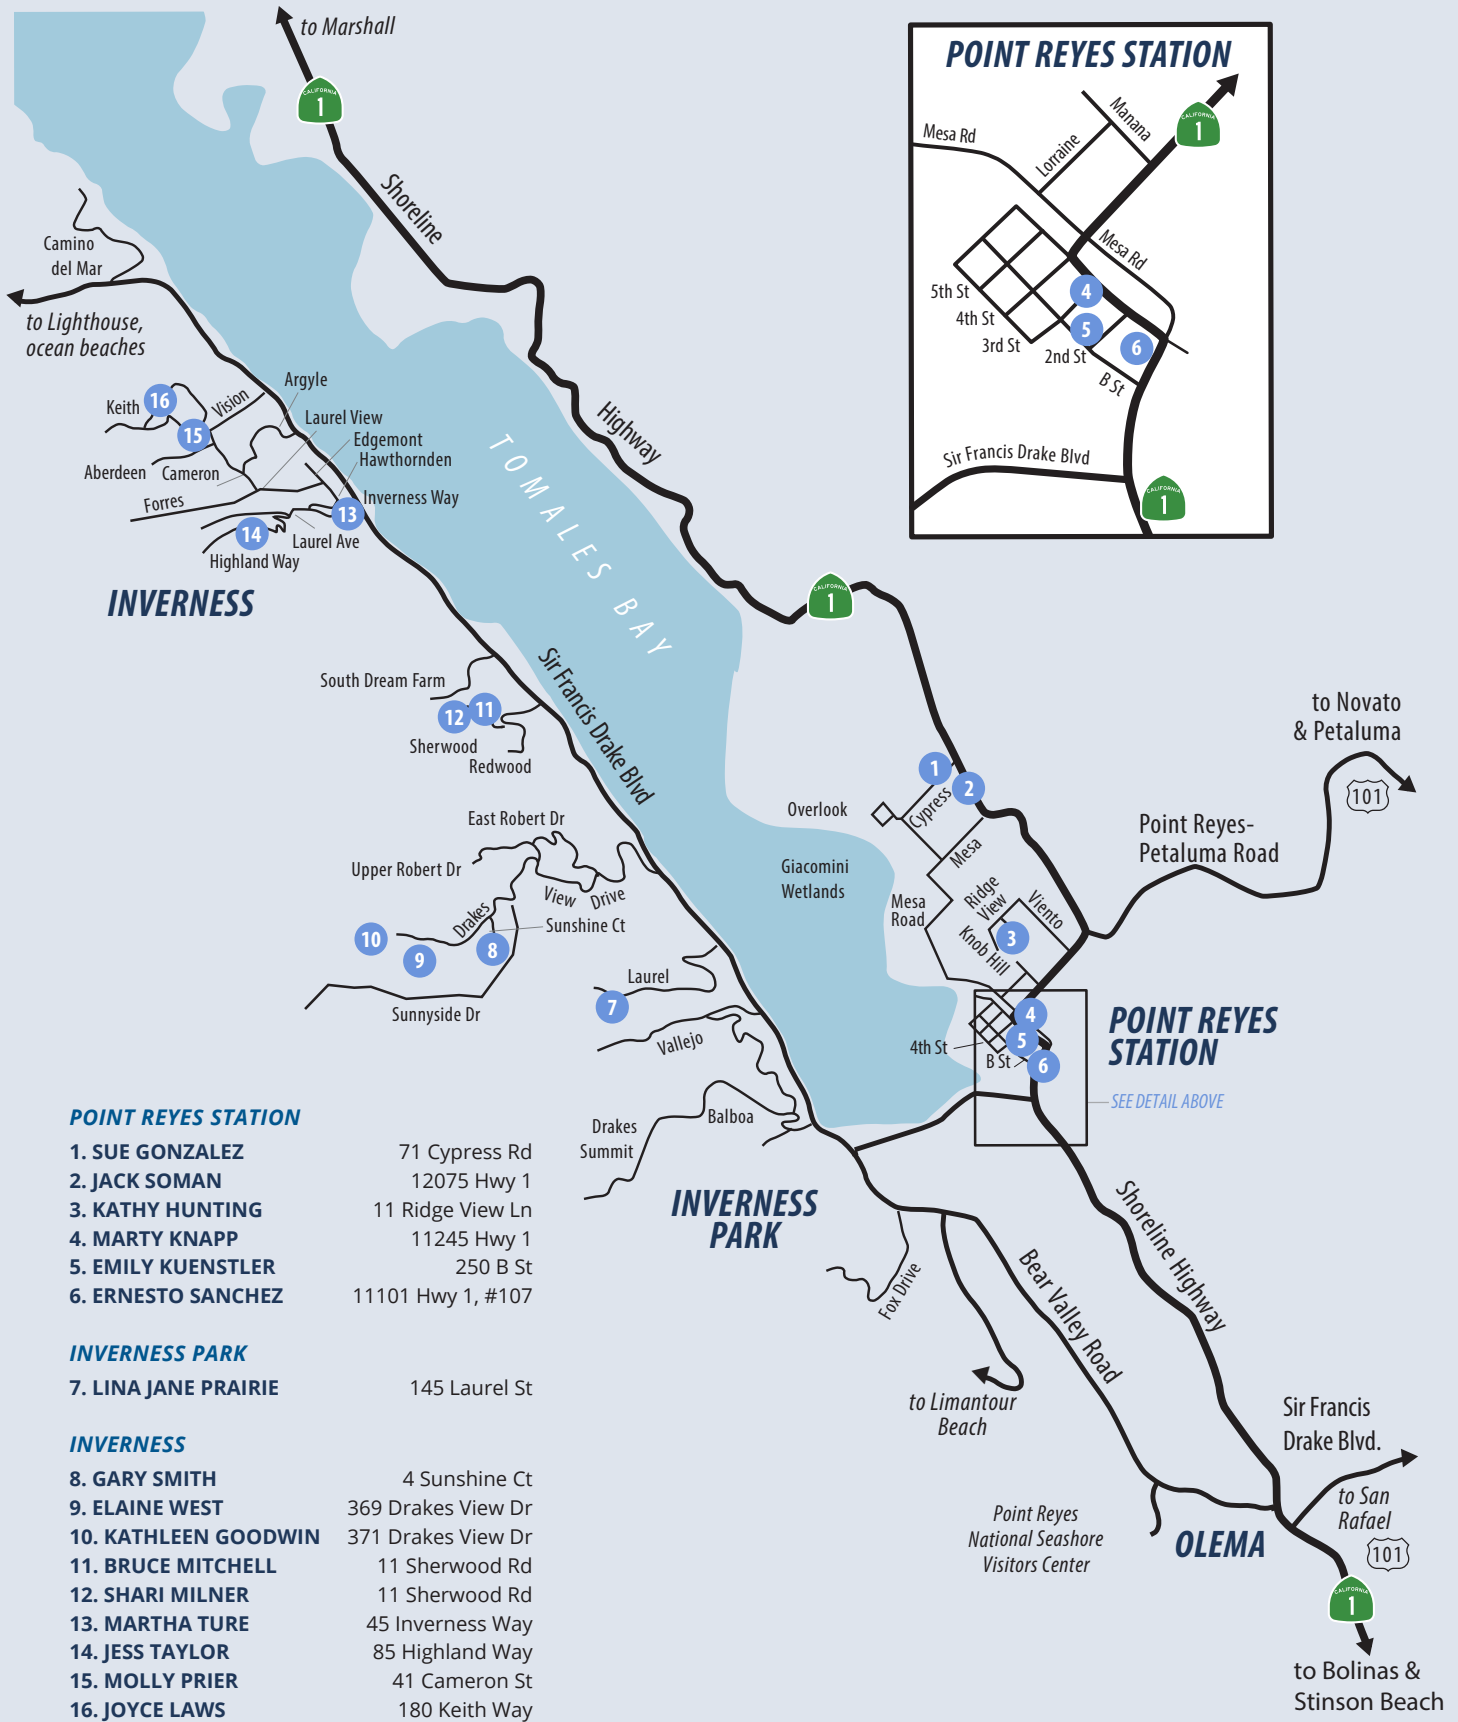 to Marshall
CALIFORNIA
1
Shoreline
Camino
del Mar
to Lighthouse,
ocean beaches
Argyle
Keith
16
Vision
Laurel View
15
Edgemont
Hawthornden
Aberdeen
Cameron
Inverness Way
Forres
13
14
Laurel Ave
Highland Way
INVERNESS
Highway
TOMALES BAY
CALIFORNIA
1
POINT REYES STATION
Manana
CALIFORNIA
1
Mesa Rd
Lorraine
Mesa Rd
5th St
4
4th St
5
3rd St
2nd St
6
B St
Sir Francis Drake Blvd
CALIFORNIA
1
Sir Francis Drake Blvd
South Dream Farm
12
11
Sherwood
Redwood
to Novato
& Petaluma
101
1
2
Overlook
Cypress
Point Reyes-
Petaluma Road
East Robert Dr
Mesa
Upper Robert Dr
Giacomini
Wetlands
View Drive
Ridge
View
Mesa
Road
Viento
Drakes
Sunshine Ct
Knob Hill
3
10
9
8
Laurel
7
Sunnyside Dr
4
POINT REYES
STATION
5
4th St
Vallejo
B St
6
SEE DETAIL ABOVE
Balboa
Drakes
Summit
INVERNESS
PARK
Shoreline Highway
Fox Drive
Bear Valley Road
to Limantour
Beach
Sir Francis
Drake Blvd.
to San
Rafael
101
Point Reyes
National Seashore
Visitors Center
OLEMA
CALIFORNIA
1
to Bolinas &
Stinson Beach
POINT REYES STATION
1. SUE GONZALEZ 71 Cypress Rd
2. JACK SOMAN 12075 Hwy 1
3. KATHY HUNTING 11 Ridge View Ln
4. MARTY KNAPP 11245 Hwy 1
5. EMILY KUENSTLER 250 B St
6. ERNESTO SANCHEZ 11101 Hwy 1, #107
INVERNESS PARK
7. LINA JANE PRAIRIE 145 Laurel St
INVERNESS
8. GARY SMITH 4 Sunshine Ct
9. ELAINE WEST 369 Drakes View Dr
10. KATHLEEN GOODWIN 371 Drakes View Dr
11. BRUCE MITCHELL 11 Sherwood Rd
12. SHARI MILNER 11 Sherwood Rd
13. MARTHA TURE 45 Inverness Way
14. JESS TAYLOR 85 Highland Way
15. MOLLY PRIER 41 Cameron St
16. JOYCE LAWS 180 Keith Way